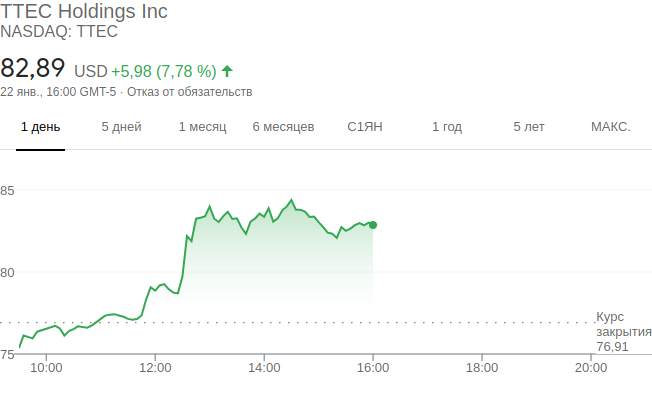 TTEC Holdings Inc
NASDAQ: TTEC
82,89 USD +5,98 (7,78 %)
22 янв., 16:00 GMT-5 · Отказ от обязательств
1 день 5 дней 1 месяц 6 месяцев С1ЯН 1 год 5 лет МАКС.
85
80
Курс
закрытия
76,91
75
10:00 12:00 14:00 16:00 18:00 20:00